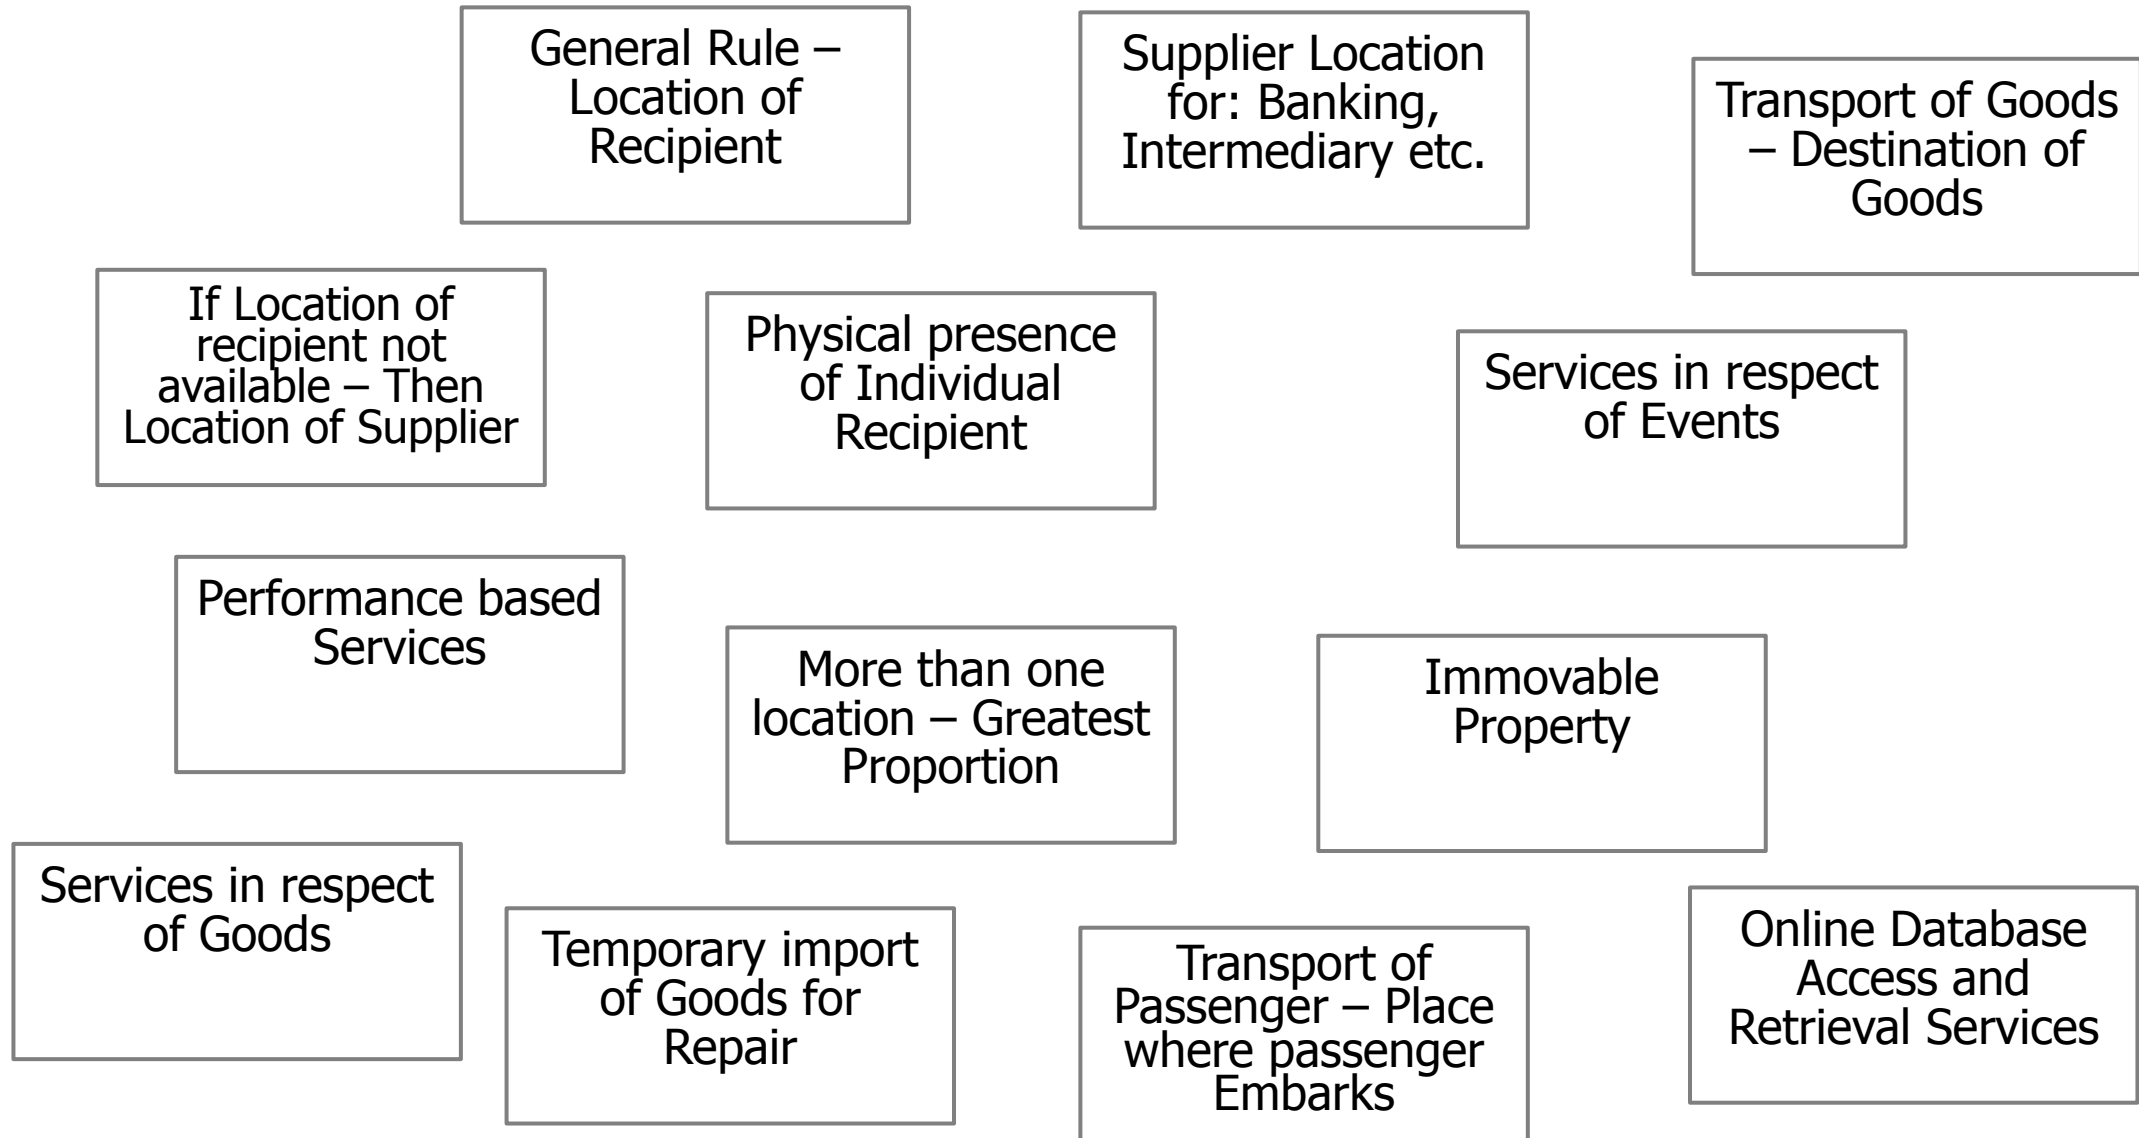 General Rule –
Location of
Recipient
Supplier Location
for: Banking,
Intermediary etc.
Transport of Goods
– Destination of
Goods
If Location of
recipient not
available – Then
Location of Supplier
Physical presence
of Individual
Recipient
Services in respect
of Events
Performance based
Services
More than one
location – Greatest
Proportion
Immovable
Property
Services in respect
of Goods
Temporary import
of Goods for
Repair
Transport of
Passenger – Place
where passenger
Embarks
Online Database
Access and
Retrieval Services